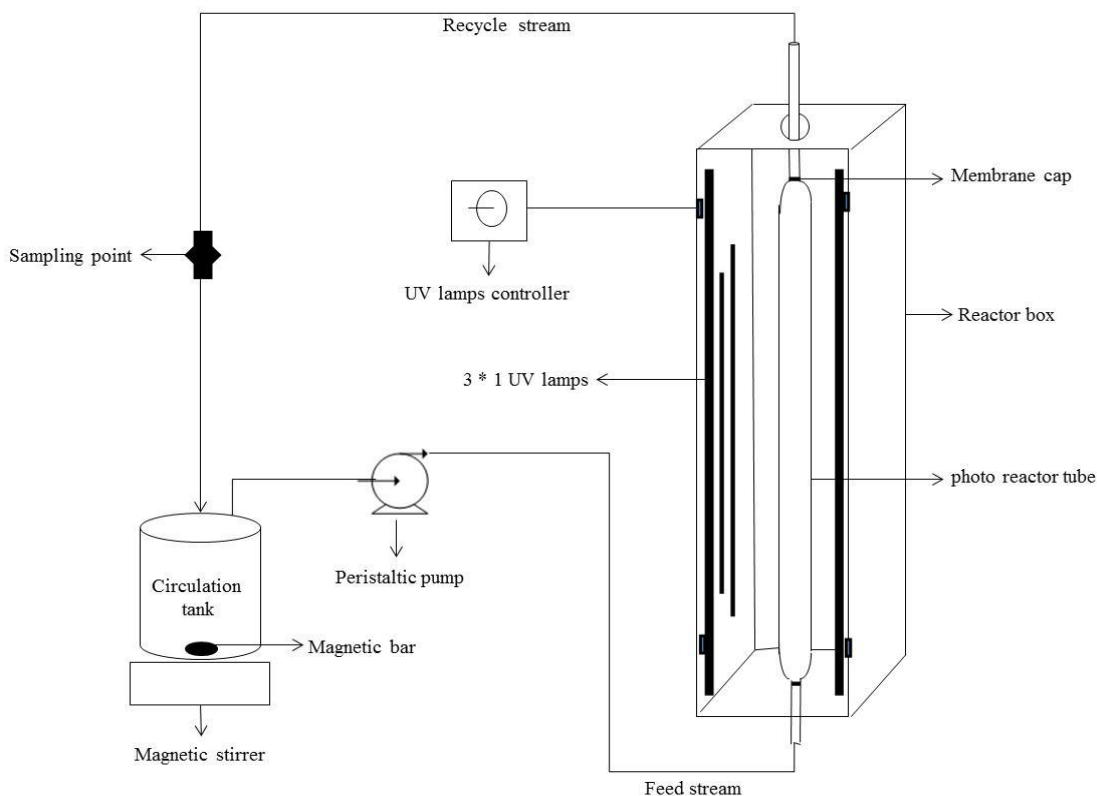 Recycle stream
Membrane cap
Sampling point
UV lamps controller
Reactor box
3 * 1 UV lamps
photo reactor tube
Peristaltic pump
Circulation
tank
Magnetic bar
Magnetic stirrer
Feed stream